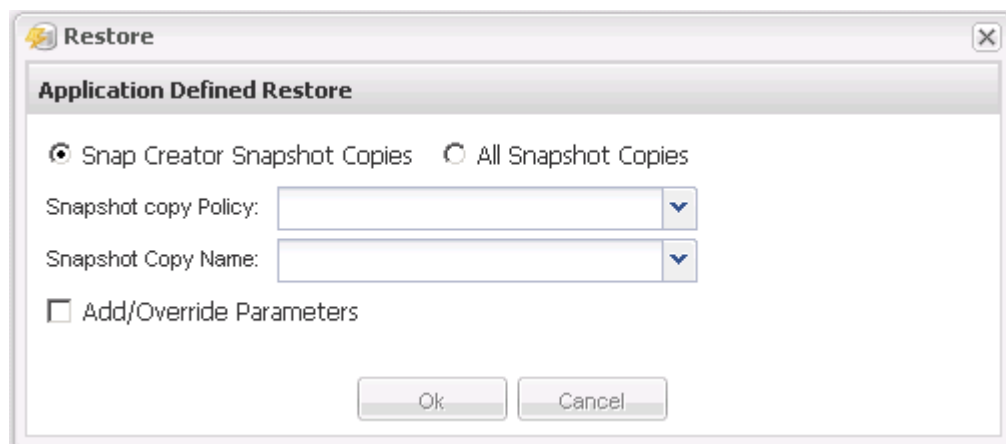 Restore
Application Defined Restore
Snap Creator Snapshot Copies All Snapshot Copies
Snapshot copy Policy:
Snapshot Copy Name:
Add/Override Parameters
Ok Cancel